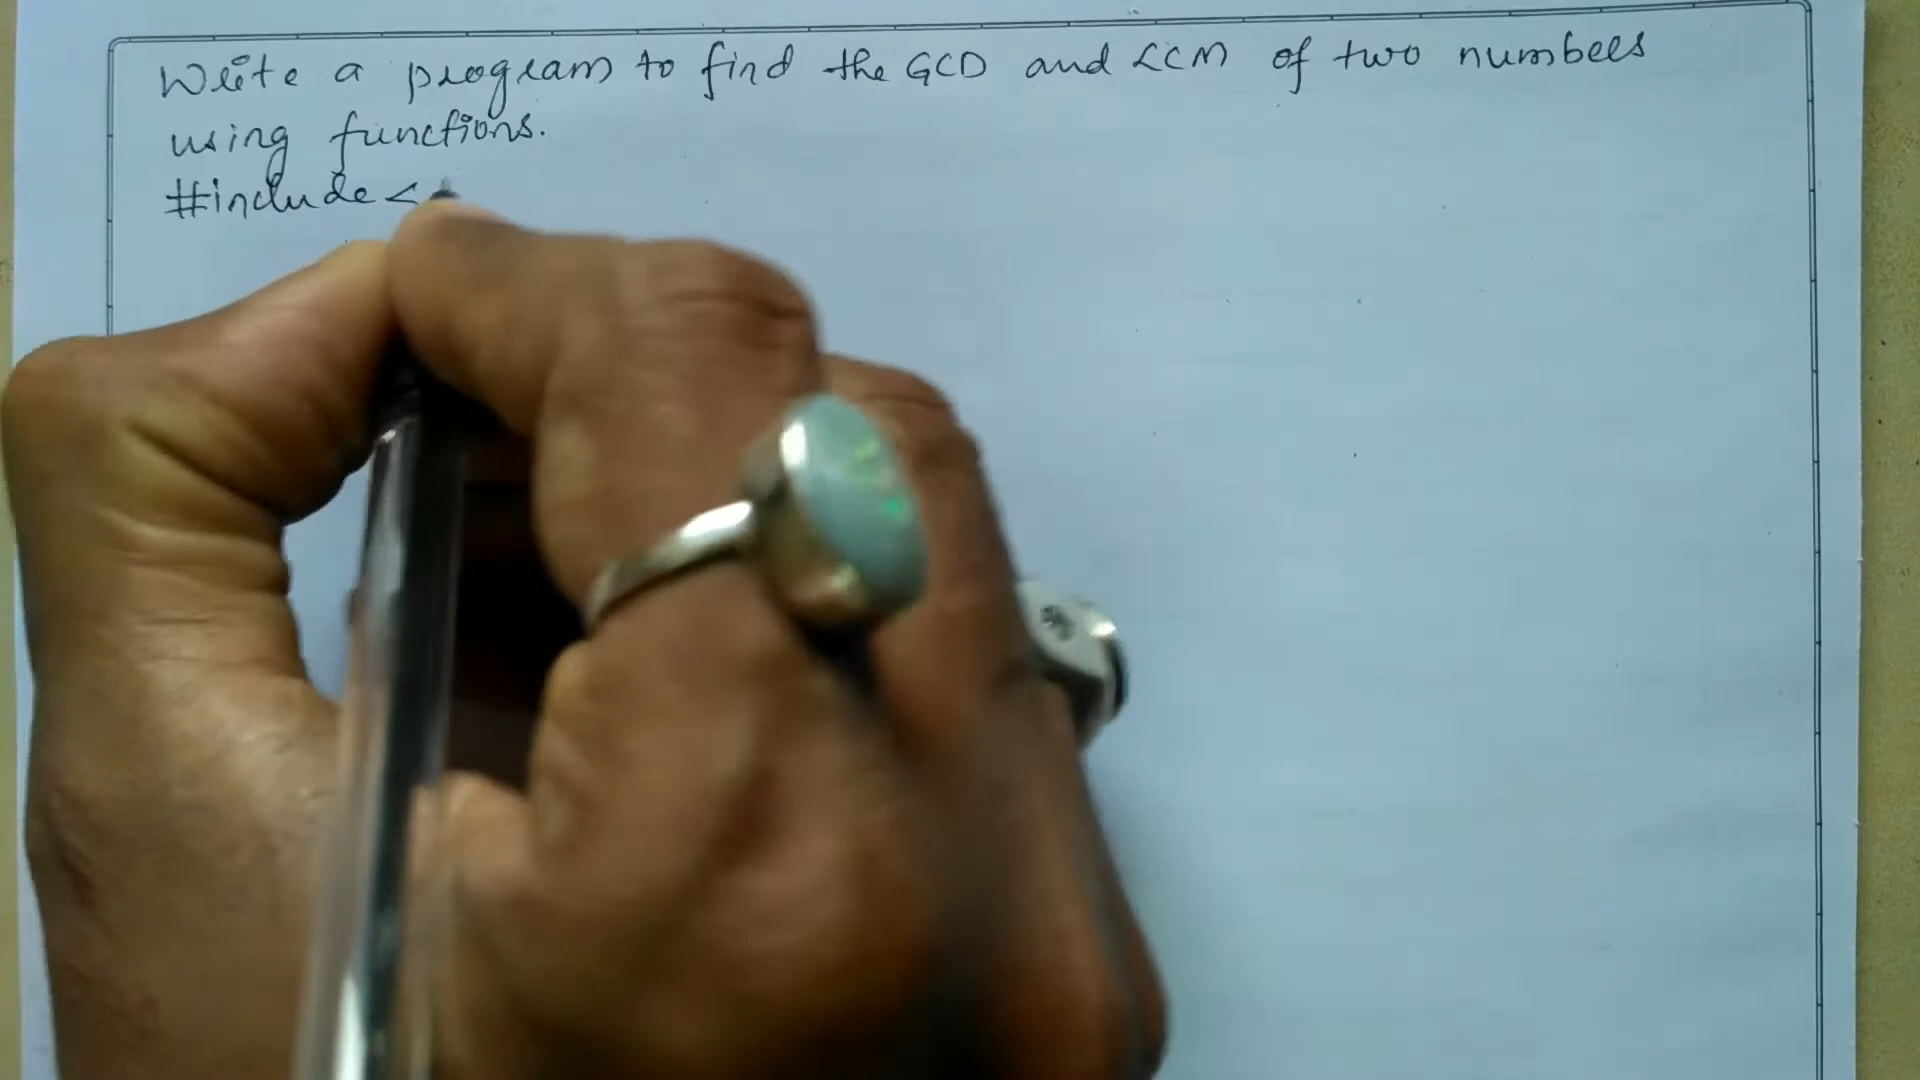 Write a program to find the GCD and LCM of two numbers
using functions.
#include <